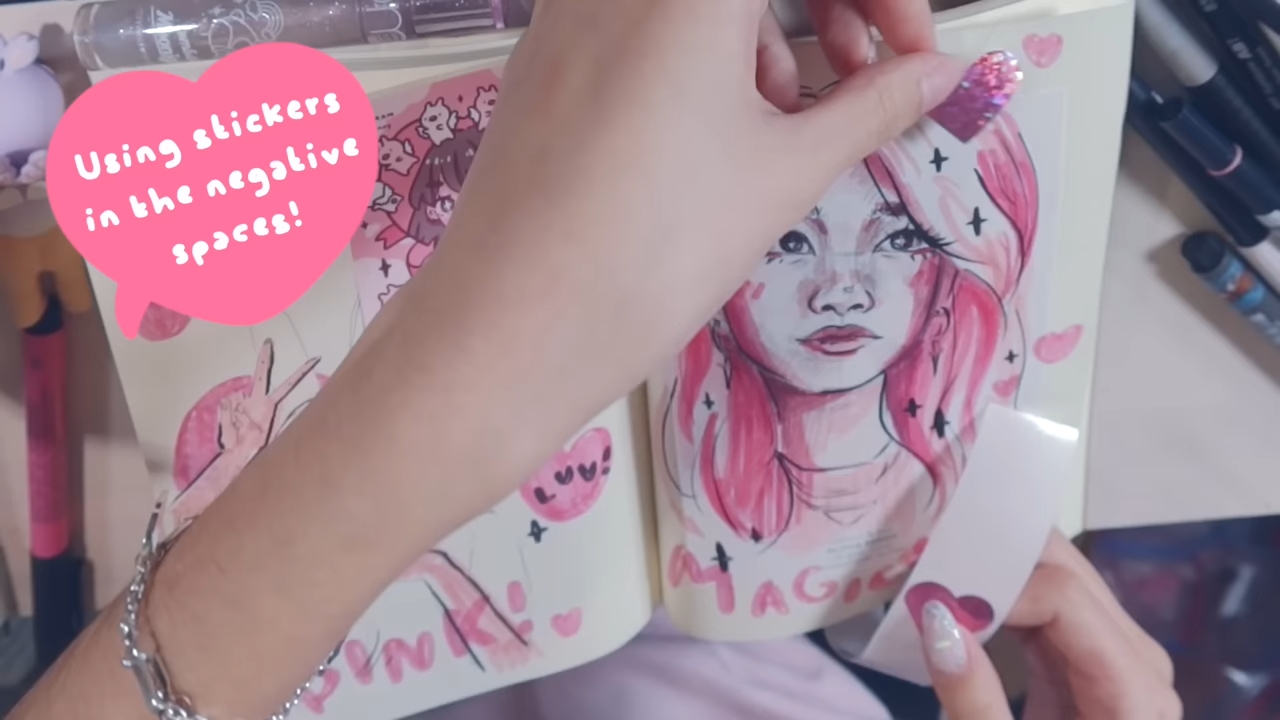 Using stickers
in the negative
spaces!
LUV!
PINK!
MAGIC